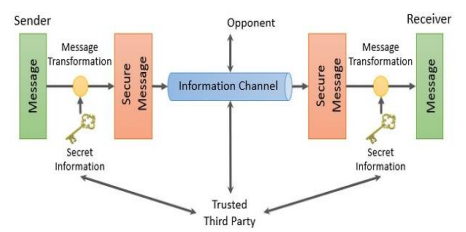 Sender
Opponent
Receiver
Message
Transformation
Message
Transformation
Message
Secure
Message
Information Channel
Secure
Message
Message
Secret
Information
Secret
Information
Trusted
Third Party